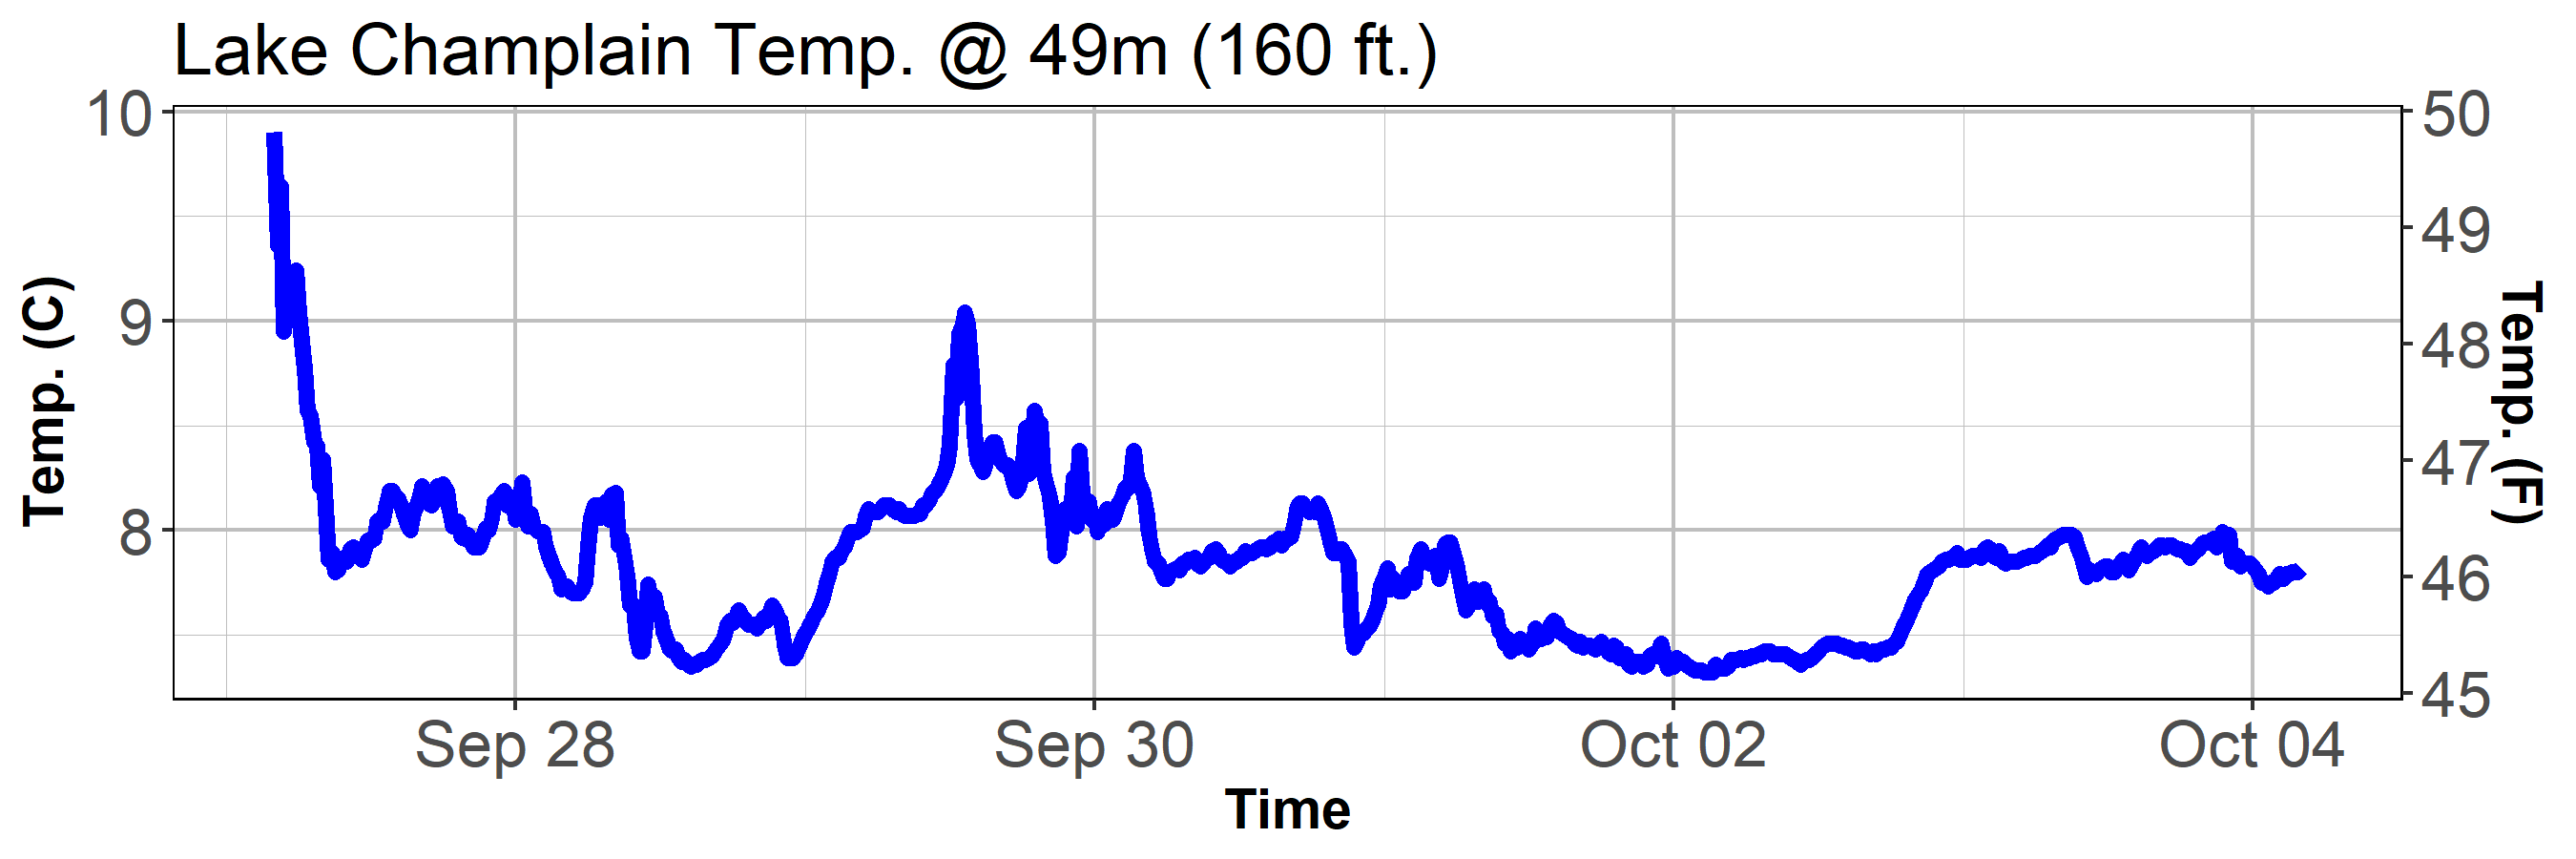 Lake Champlain Temp. @ 49m (160 ft.)
10
9
8
Temp. (C)
50
49
48
47
46
45
Temp. (F)
Sep 28 Sep 30 Oct 02 Oct 04
Time